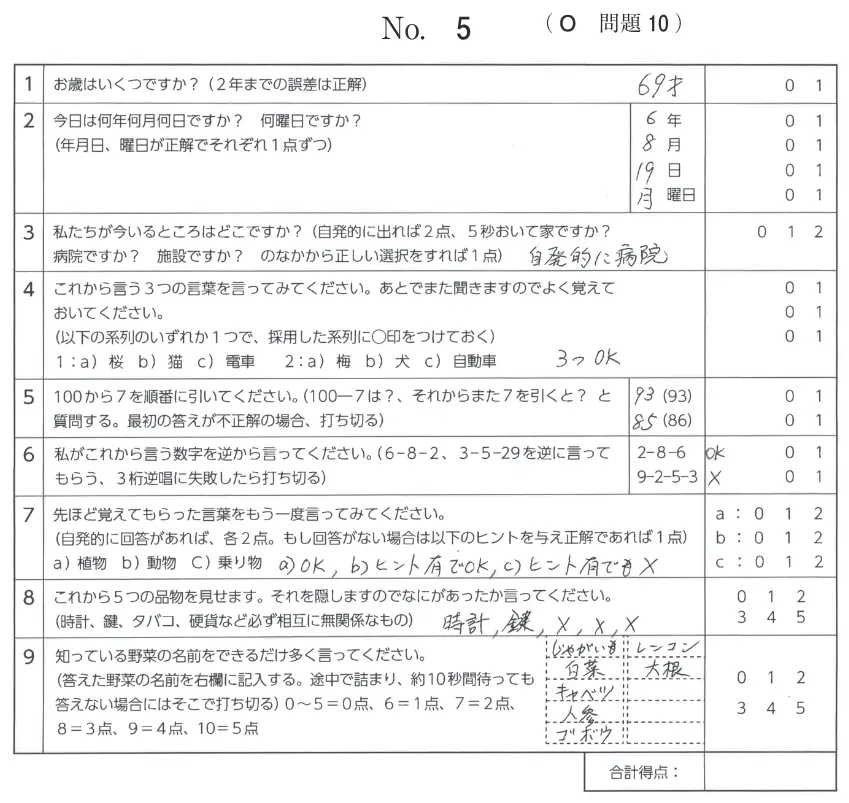 No. 5 （O 問題10）
1 お歳はいくつですか？（2年までの誤差は正解） 69才 0 1
2 今日は何年何月何日ですか？ 何曜日ですか？ 6年 0 1
（年月日、曜日が正解でそれぞれ1点ずつ） 8月 0 1
19日 0 1
月曜日 0 1
3 私たちが今いるところはどこですか？（自発的に出れば2点、5秒おいて家ですか？ 0 1 2
病院ですか？ 施設ですか？ のなかから正しい選択をすれば1点） 自発的に病院
4 これから言う3つの言葉を言ってみてください。あとでまた聞きますのでよく覚えて 0 1
おいてください。 0 1
（以下の系列のいずれか1つで、採用した系列に○印をつけておく） 0 1
1：a）桜 b）猫 c）電車 2：a）梅 b）犬 c）自動車 3つOK
5 100から7を順番に引いてください。（100―7は？、それからまた7を引くと？ と 93 (93) 0 1
質問する。最初の答えが不正解の場合、打ち切る） 85 (86) 0 1
6 私がこれから言う数字を逆から言ってください。（6-8-2、3-5-29を逆に言って 2-8-6 OK 0 1
もらう、3桁逆唱に失敗したら打ち切る） 9-2-5-3 X 0 1
7 先ほど覚えてもらった言葉をもう一度言ってみてください。 a：0 1 2
（自発的に回答があれば、各2点。もし回答がない場合は以下のヒントを与え正解であれば1点） b：0 1 2
a）植物 b）動物 C）乗り物 a)OK, b)ヒント有でOK, c)ヒント有でもX c：0 1 2
8 これから5つの品物を見せます。それを隠しますのでなにがあったか言ってください。 0 1 2
（時計、鍵、タバコ、硬貨など必ず相互に無関係なもの） 時計, 鍵, X, X, X 3 4 5
9 知っている野菜の名前をできるだけ多く言ってください。 じゃがいも レンコン
（答えた野菜の名前を右欄に記入する。途中で詰まり、約10秒間待っても 白菜 大根 0 1 2
答えない場合にはそこで打ち切る）0～5＝0点、6＝1点、7＝2点、 キャベツ 3 4 5
8＝3点、9＝4点、10＝5点 人参
ゴボウ
合計得点：